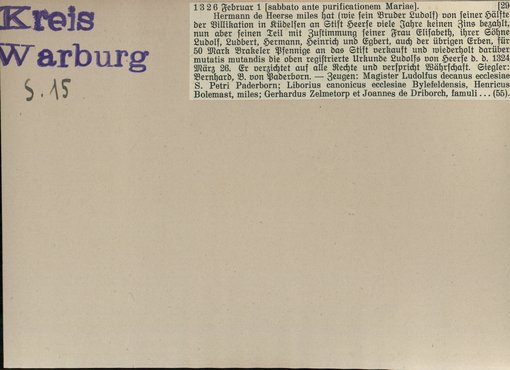 Kreis
Warburg
S. 15
1326 Februar 1 [sabbato ante purificationem Marise]. [29
Hermann de Heerse miles hat (wie sein Bruder Ludolf) von seiner Hälfte
der Villikation in Küdelsen an Stift Heerse viele Jahre keinen Zins bezahlt,
nun aber seinen Teil mit Zustimmung seiner Frau Elisabeth, ihrer Söhne
Ludolf, Ludbert, Hermann, Heinrich und Egbert, auch der übrigen Erben, für
50 Mark Brakeler Pfennige an das Stift verkauft und wiederholt darüber
mutatis mutandis die oben registrierte Urkunde Ludolfs von Heerse d. d. 1324
März 26. Er verzichtet auf alle Rechte und verspricht Währschaft. Siegler:
Bernhard, B. von Paderborn. — Zeugen: Magister Ludolfus decanus ecclesiae
S. Petri Paderborn; Liborius canonicus ecclesiae Bylefeldensis, Henricus
Bolemast, miles; Gerhardus Zelmetorp et Joannes de Driborch, famuli ... (55).